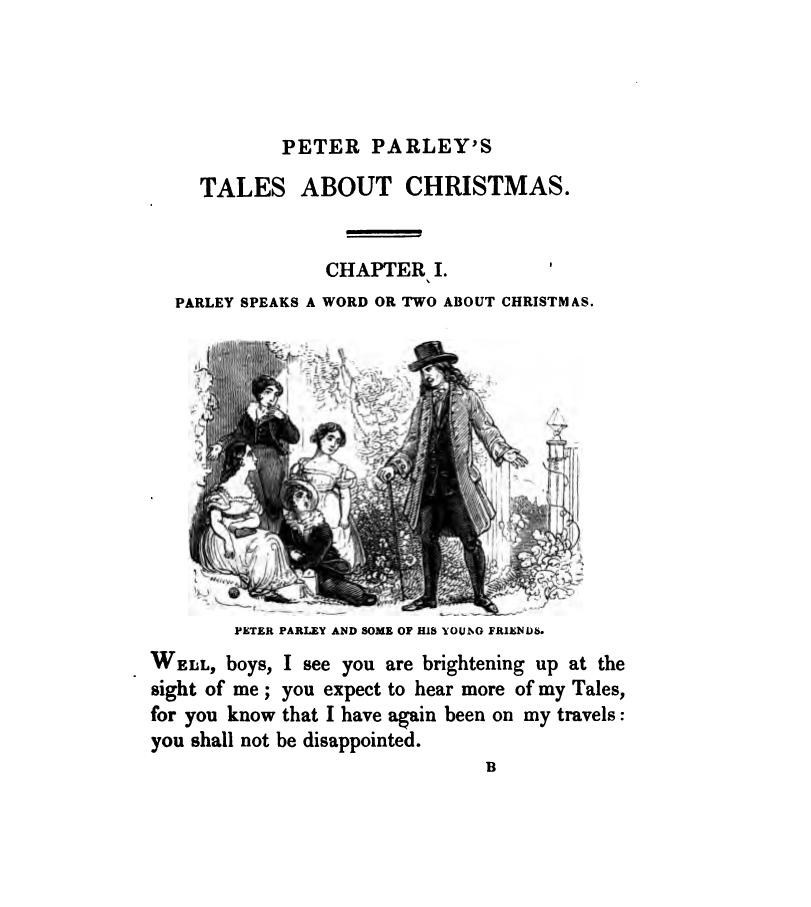 PETER PARLEY'S
TALES ABOUT CHRISTMAS.
CHAPTER I.
PARLEY SPEAKS A WORD OR TWO ABOUT CHRISTMAS.
PETER PARLEY AND SOME OF HIS YOUNG FRIENDS.
WELL, boys, I see you are brightening up at the
sight of me; you expect to hear more of my Tales,
for you know that I have again been on my travels:
you shall not be disappointed.
B